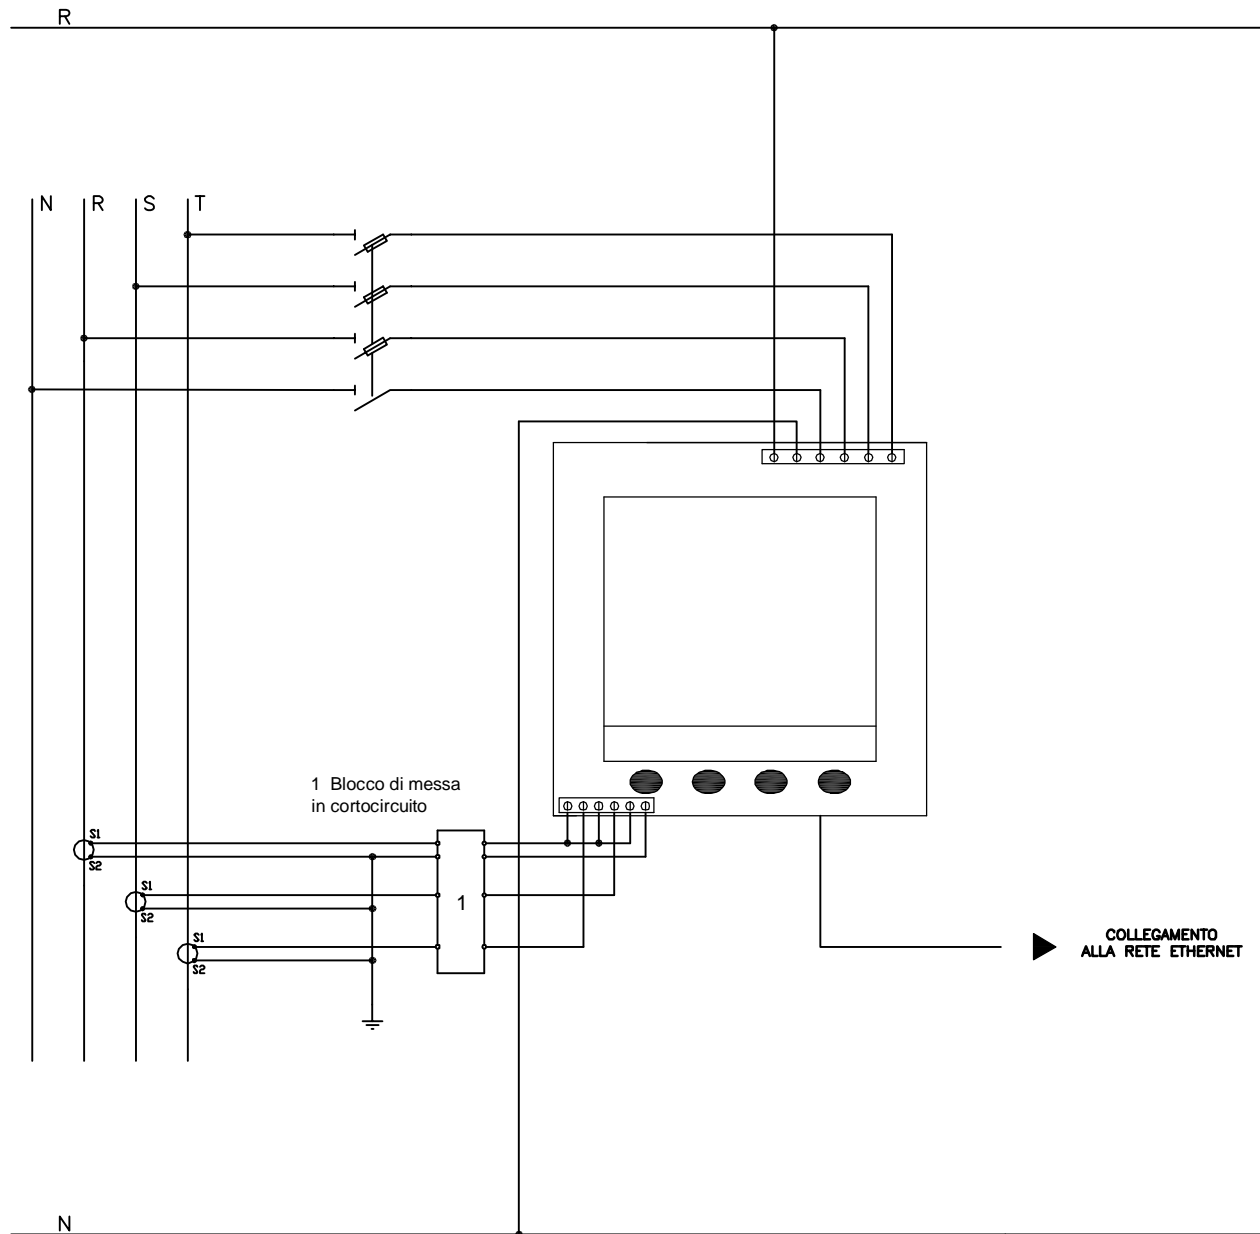 R
N
R
S
T
1 Blocco di messa
in cortocircuito
S1
S2
S1
S2
S1
S2
1
COLLEGAMENTO
ALLA RETE ETHERNET
N